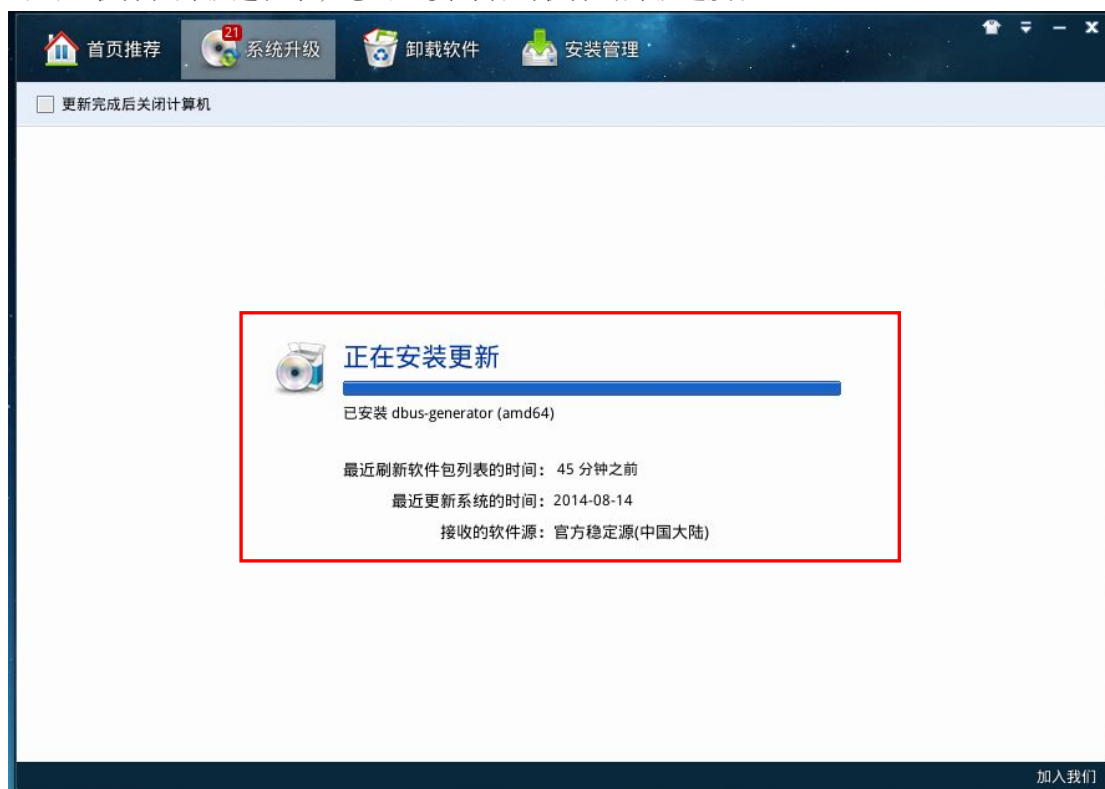 首页推荐
21
系统升级
卸载软件
安装管理
更新完成后关闭计算机
正在安装更新
已安装 dbus-generator (amd64)
最近刷新软件包列表的时间： 45 分钟之前
最近更新系统的时间：2014-08-14
接收的软件源：官方稳定源(中国大陆)
加入我们